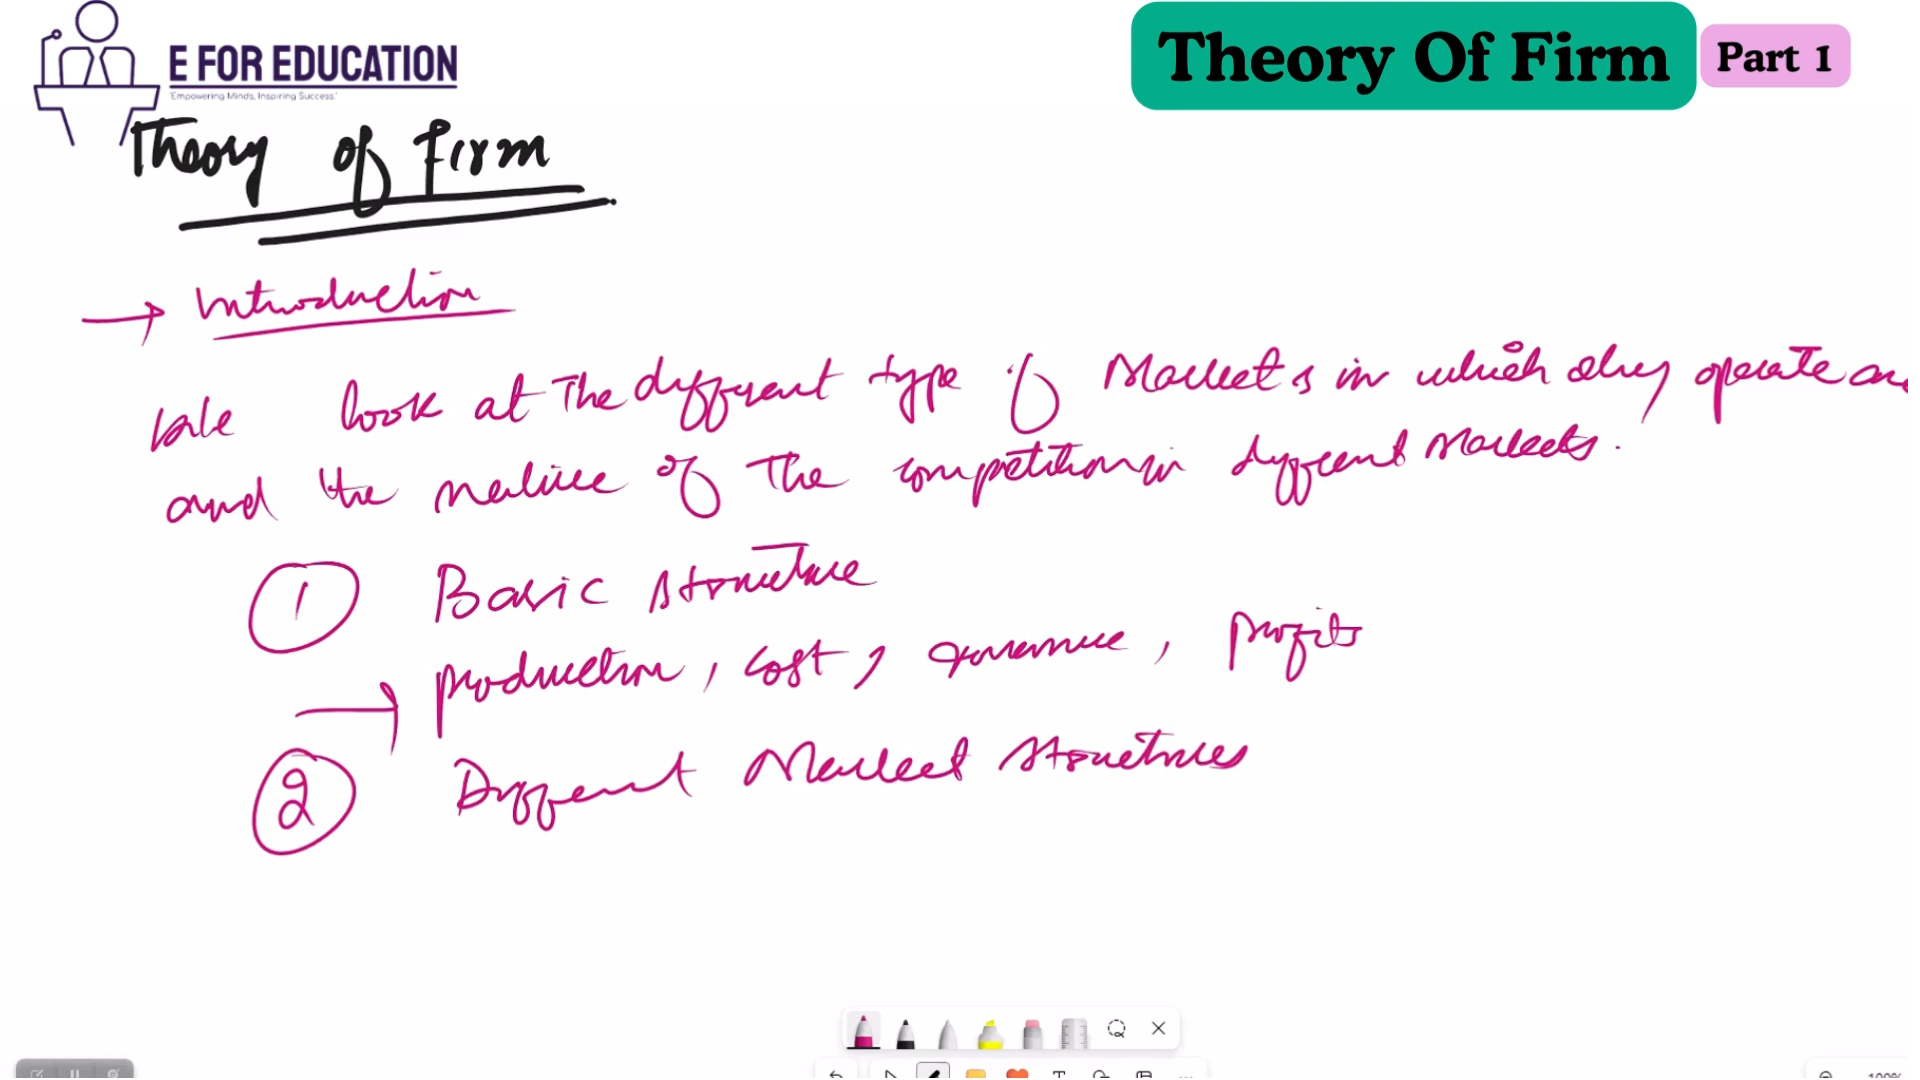 E FOR EDUCATION
'Empowering Minds, Inspiring Success.'
Theory Of Firm
Part 1
Theory of Firm
→ Introduction
We look at the different type of Markets in which they operate
and the nature of the competition in different Markets.
1 Basic structure
→ production, cost, revenue, profits
2 Different Market structures